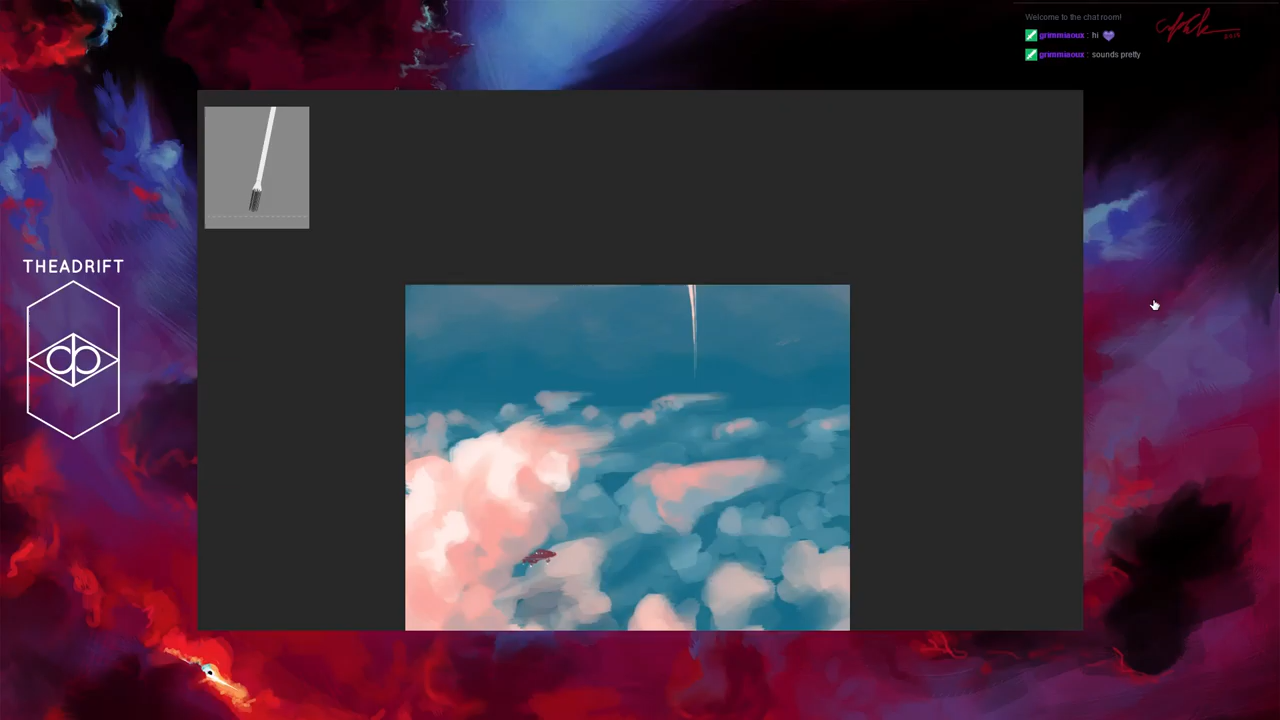 Welcome to the chat room!
grimmiaoux : hi 💜
grimmiaoux : sounds pretty
THEADRIFT